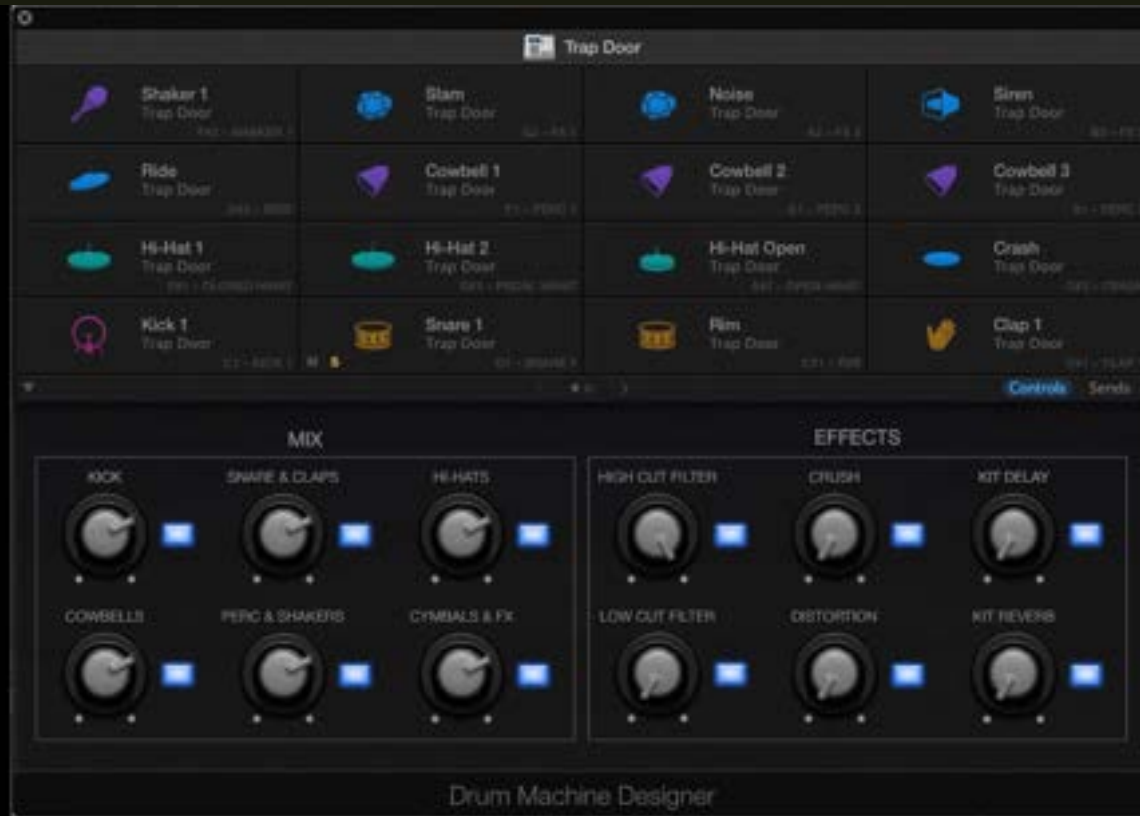 Trap Door
Shaker 1
Trap Door
Slam
Trap Door
Noise
Trap Door
Siren
Trap Door
Ride
Trap Door
Cowbell 1
Trap Door
Cowbell 2
Trap Door
Cowbell 3
Trap Door
Hi-Hat 1
Trap Door
Hi-Hat 2
Trap Door
Hi-Hat Open
Trap Door
Crash
Trap Door
Kick 1
Trap Door
Snare 1
Trap Door
Rim
Trap Door
Clap 1
Trap Door
M S
Controls Sends
MIX
EFFECTS
KICK SNARE & CLAPS HI-HATS
HIGH CUT FILTER CRUSH KIT DELAY
COWBELLS PERC & SHAKERS CYMBALS & FX
LOW CUT FILTER DISTORTION KIT REVERB
Drum Machine Designer